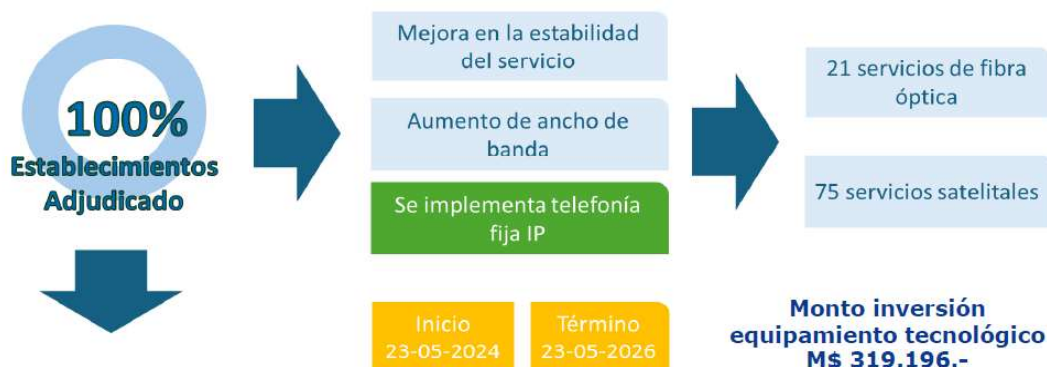 100%
Establecimientos
Adjudicado
Mejora en la estabilidad
del servicio
Aumento de ancho de
banda
Se implementa telefonía
fija IP
21 servicios de fibra
óptica
75 servicios satelitales
Inicio
23-05-2024
Término
23-05-2026
Monto inversión
equipamiento tecnológico
M$ 319.196.-